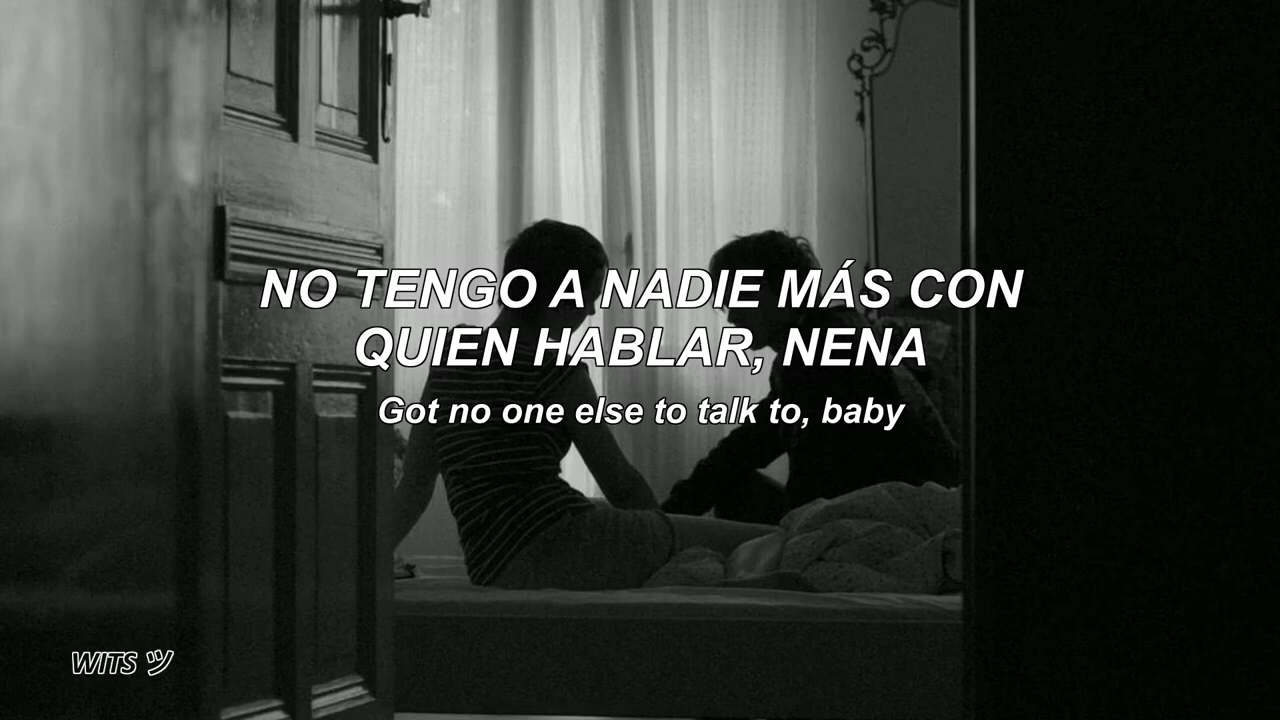 NO TENGO A NADIE MÁS CON
QUIEN HABLAR, NENA
Got no one else to talk to, baby
WITS ツ